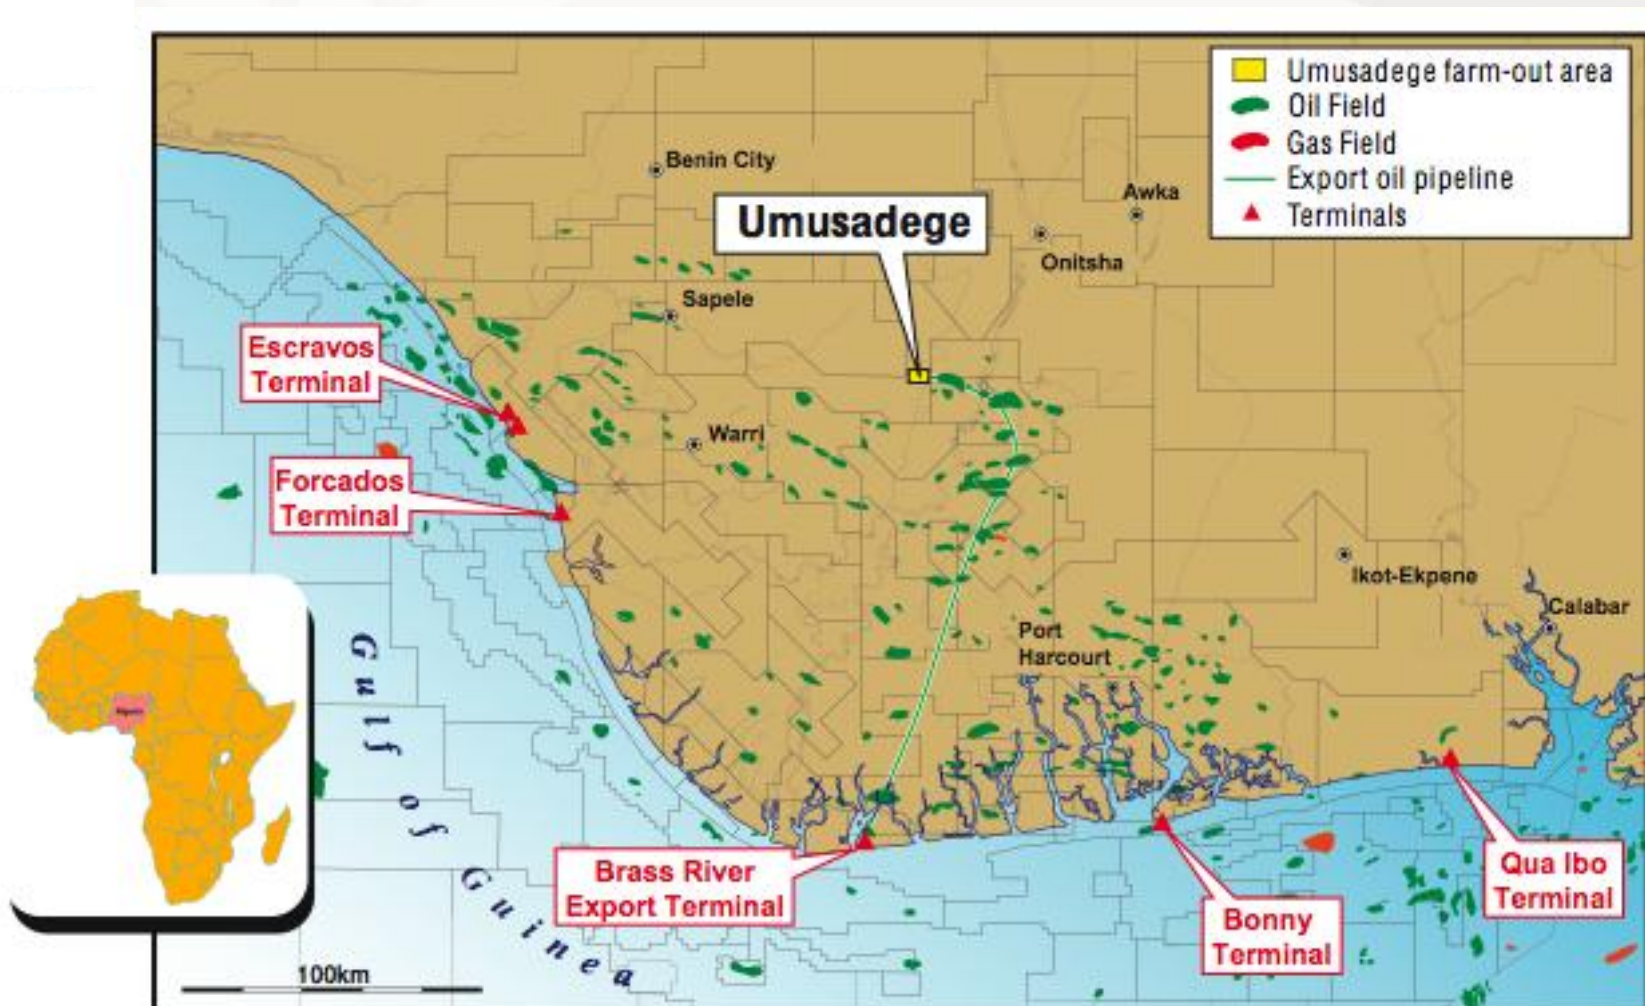 Umusadege farm-out area
Oil Field
Gas Field
Export oil pipeline
Terminals
Benin City
Awka
Umusadege
Onitsha
Sapele
Escravos
Terminal
Warri
Forcados
Terminal
Ikot-Ekpene
Calabar
Port
Harcourt
Gulf of Guinea
Brass River
Export Terminal
Qua Ibo
Terminal
Bonny
Terminal
100km